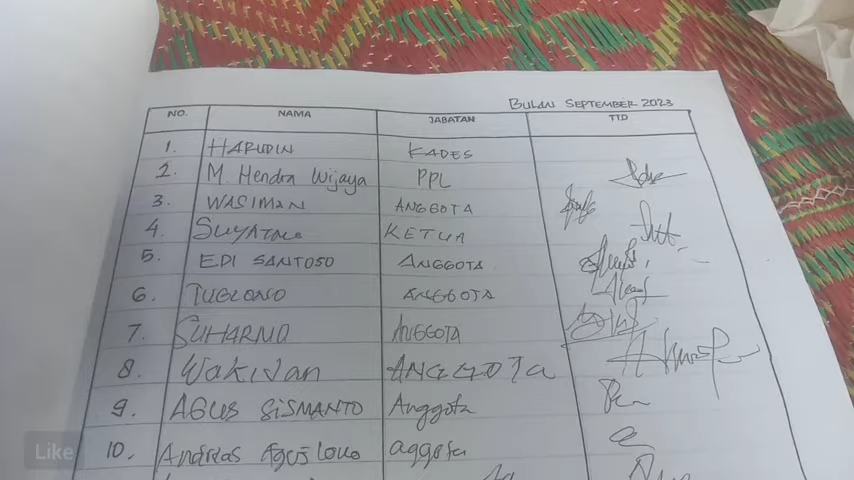 BULAN SEPTEMBER 2023
NO. NAMA JABATAN TTD
1. HARUDIN KADES
2. M. Hendra Wijaya PPL
3. WASIMAN ANGGOTA
4. SUYATNO KETUA
5. EDI SANTOSO ANGGOTA
6. TUGIONO ANGGOTA
7. SUHARNO ANGGOTA
8. WakiJan ANGGOTA
9. AGUS SISMANTO Anggota
10. Andreas Agus aggota
Like